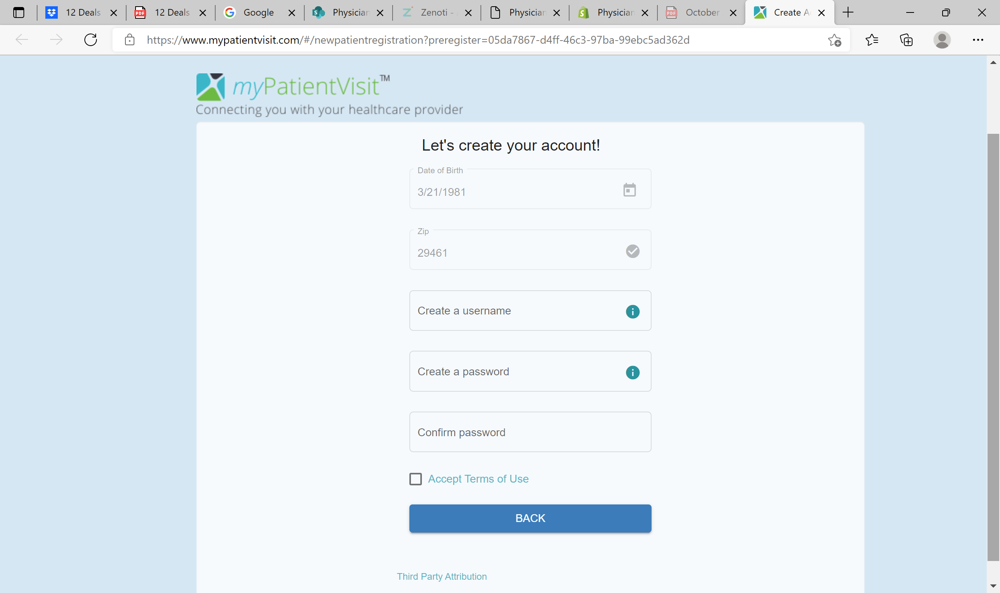 12 Deals
12 Deals
Google
Physician
Zenoti -
Physician
Physician
October
Create A
https://www.mypatientvisit.com/#/newpatientregistration?preregister=05da7867-d4ff-46c3-97ba-99ebc5ad362d
myPatientVisit™
Connecting you with your healthcare provider
Let's create your account!
Date of Birth
3/21/1981
Zip
29461
Create a username
Create a password
Confirm password
Accept Terms of Use
BACK
Third Party Attribution